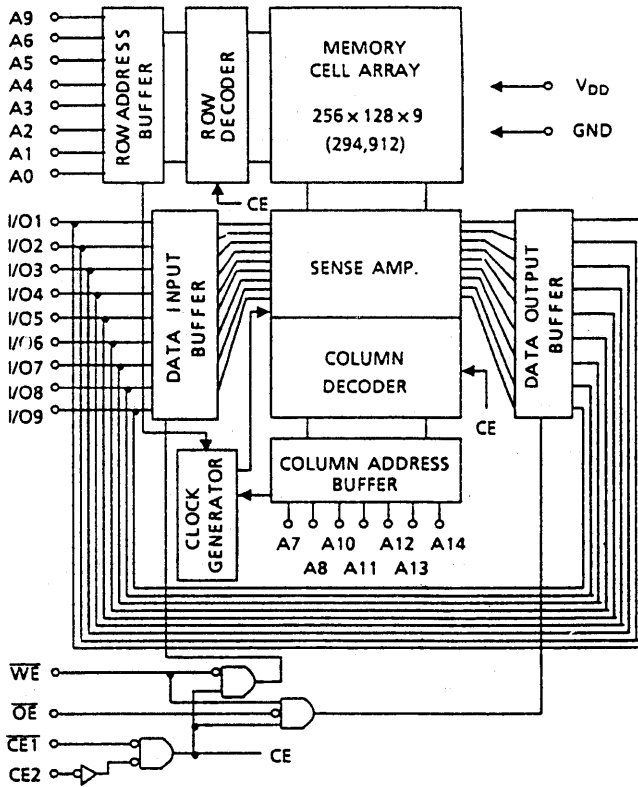 A9
A6
A5
A4
A3
A2
A1
A0
ROW ADDRESS
BUFFER
ROW
DECODER
MEMORY
CELL ARRAY
256 x 128 x 9
(294,912)
VDD
GND
CE
I/O1
I/O2
I/O3
I/O4
I/O5
I/O6
I/O7
I/O8
I/O9
DATA INPUT
BUFFER
SENSE AMP.
COLUMN
DECODER
DATA OUTPUT
BUFFER
CE
CLOCK
GENERATOR
COLUMN ADDRESS
BUFFER
A7 A10 A12 A14
A8 A11 A13
W̅E̅
O̅E̅
C̅E̅1̅
CE2
CE